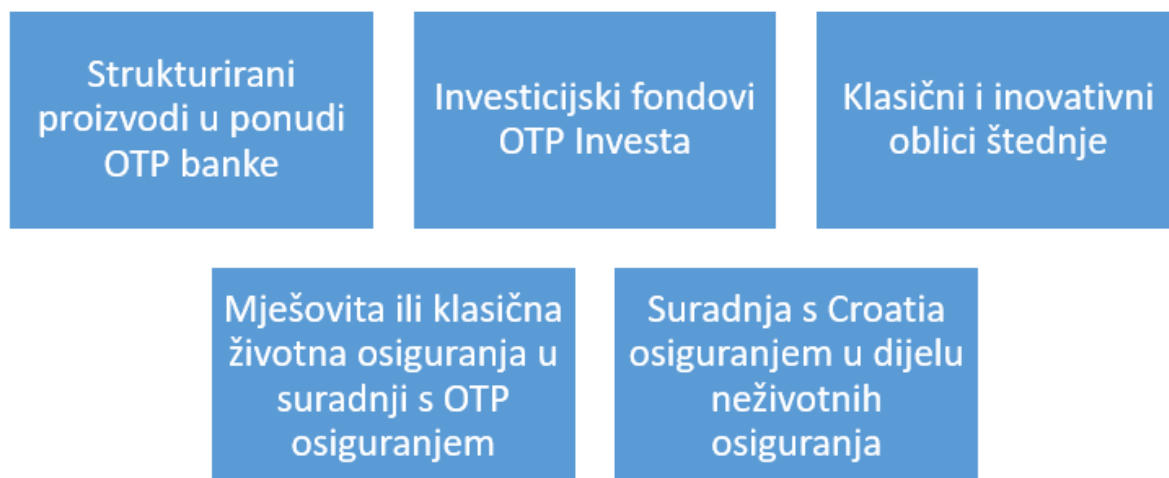 Strukturirani
proizvodi u ponudi
OTP banke
Investicijski fondovi
OTP Investa
Klasični i inovativni
oblici štednje
Mješovita ili klasična
životna osiguranja u
suradnji s OTP
osiguranjem
Suradnja s Croatia
osiguranjem u dijelu
neživotnih
osiguranja